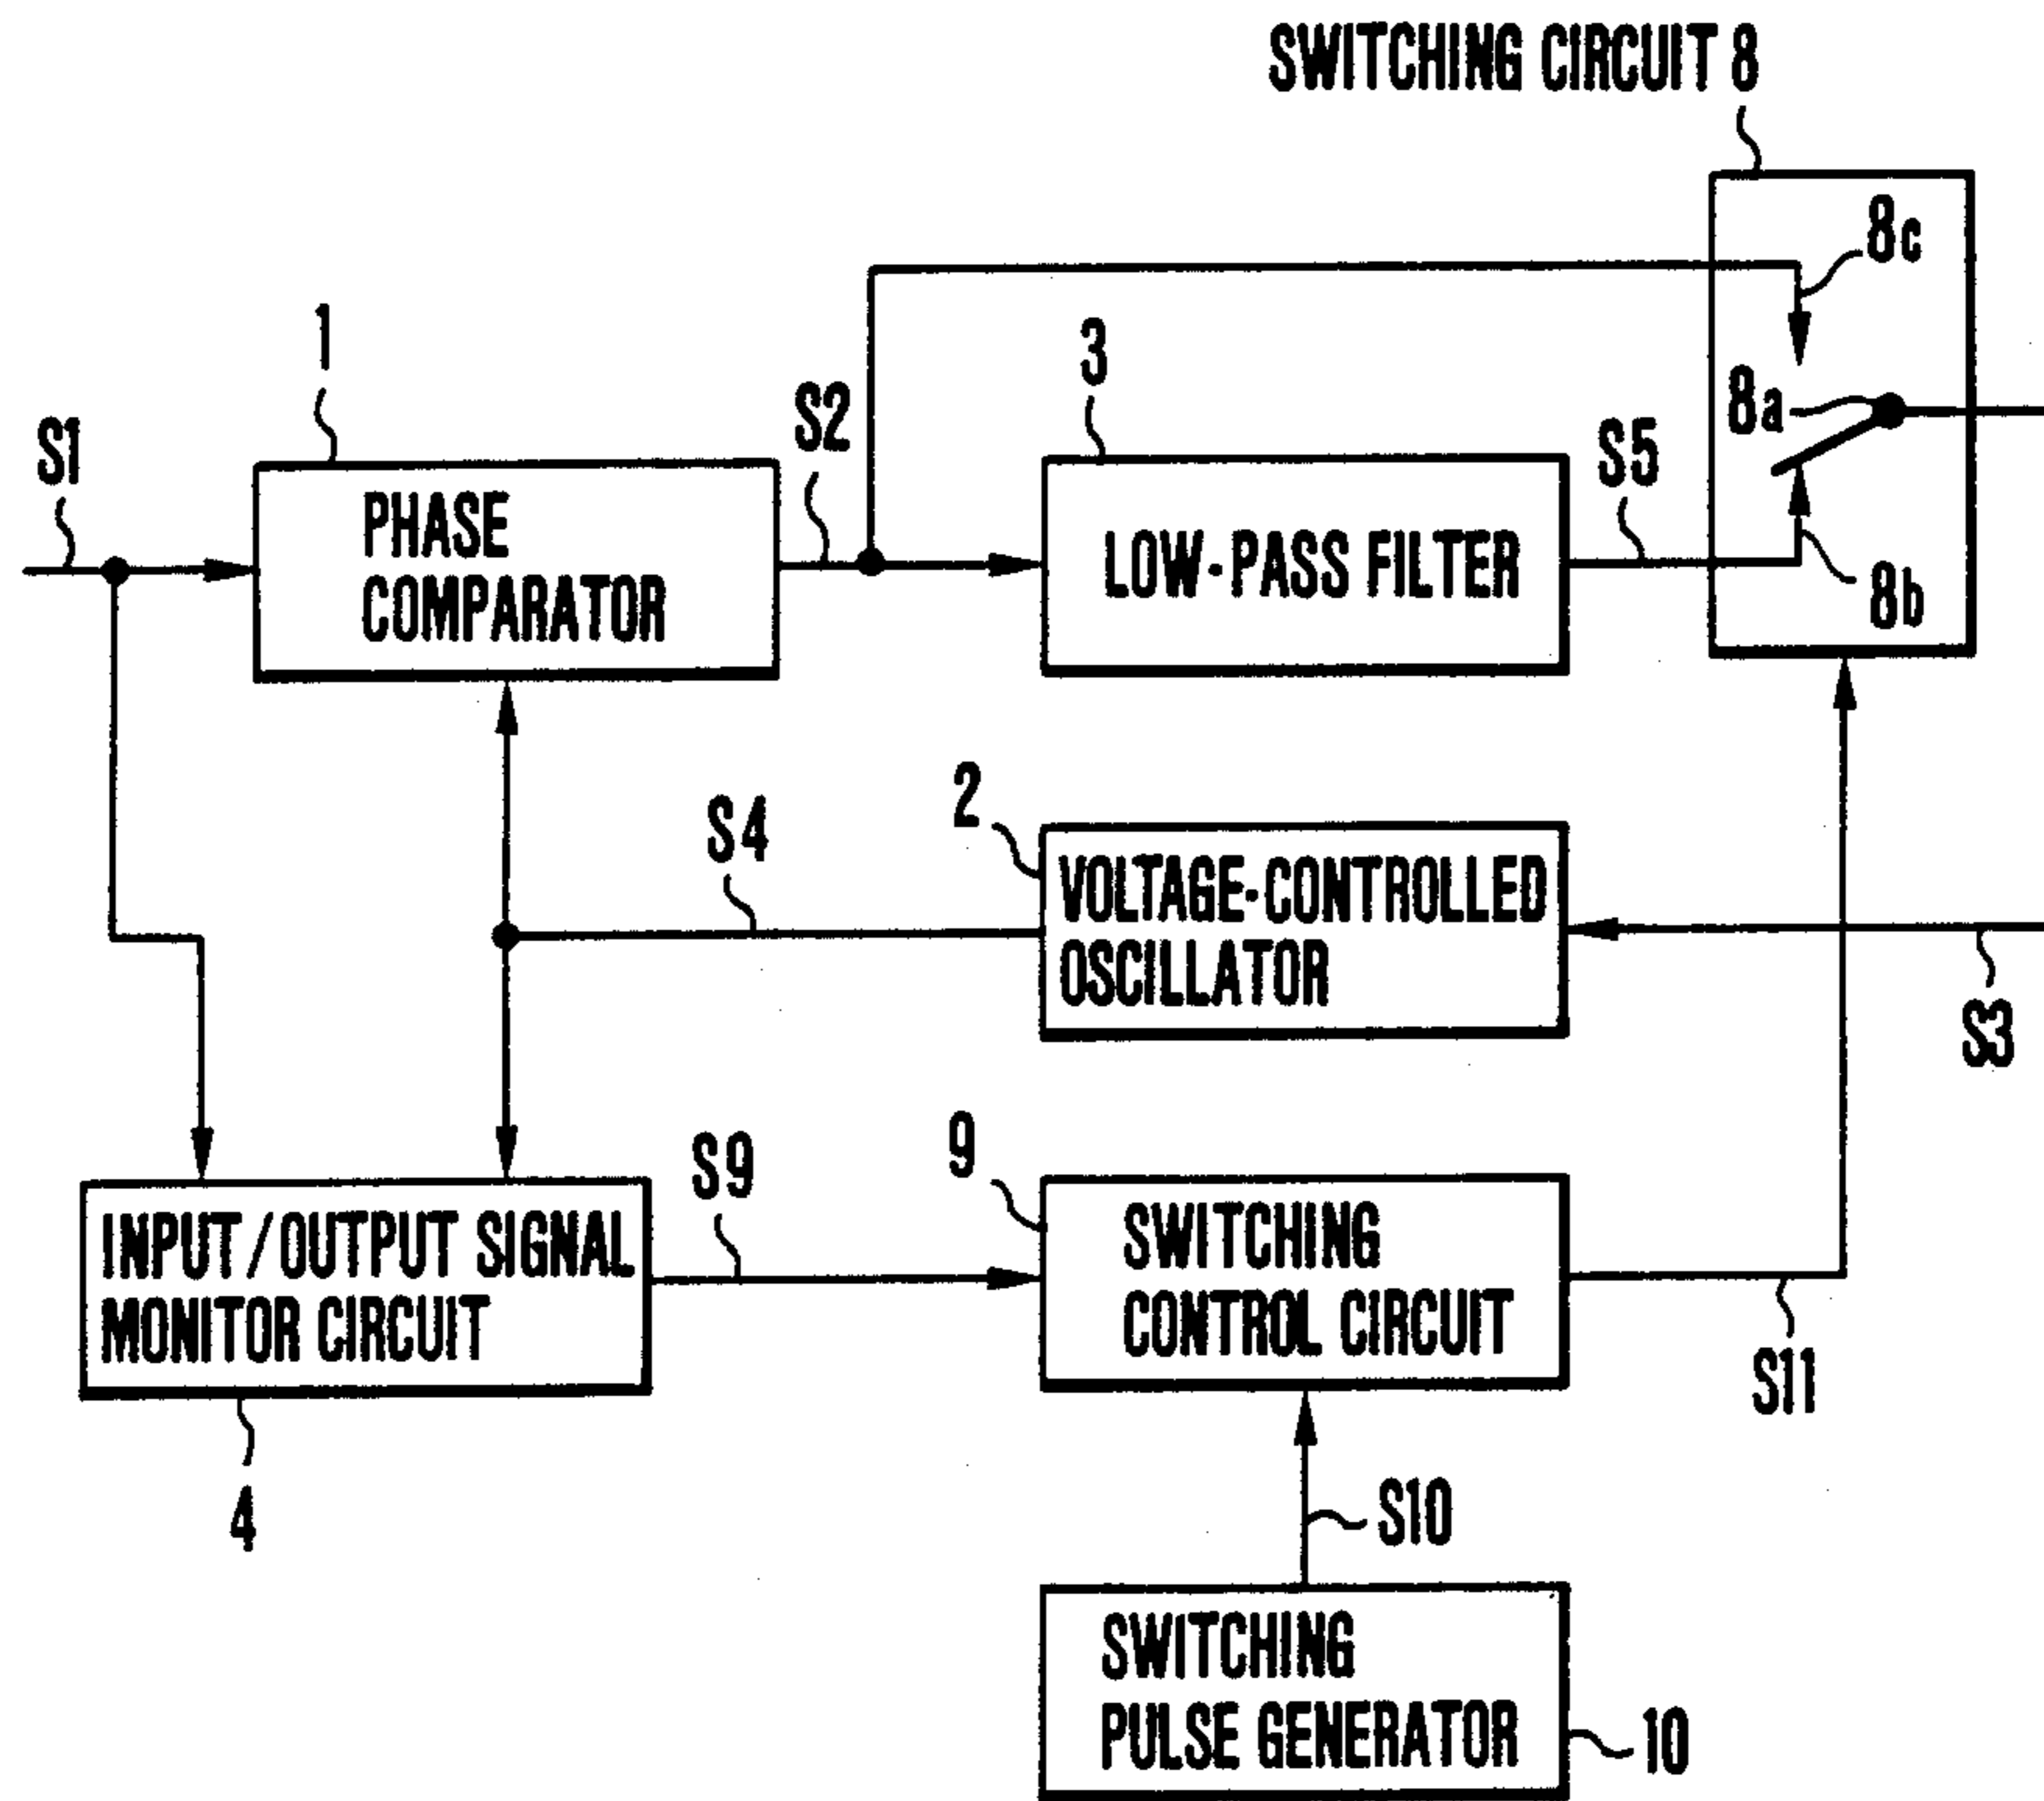 SWITCHING CIRCUIT 8
8c
1
3
8a
S1
S2
S5
PHASE
COMPARATOR
LOW-PASS FILTER
8b
2
S4
VOLTAGE-CONTROLLED
OSCILLATOR
S3
9
S9
INPUT/OUTPUT SIGNAL
MONITOR CIRCUIT
SWITCHING
CONTROL CIRCUIT
S11
4
S10
SWITCHING
PULSE GENERATOR
10